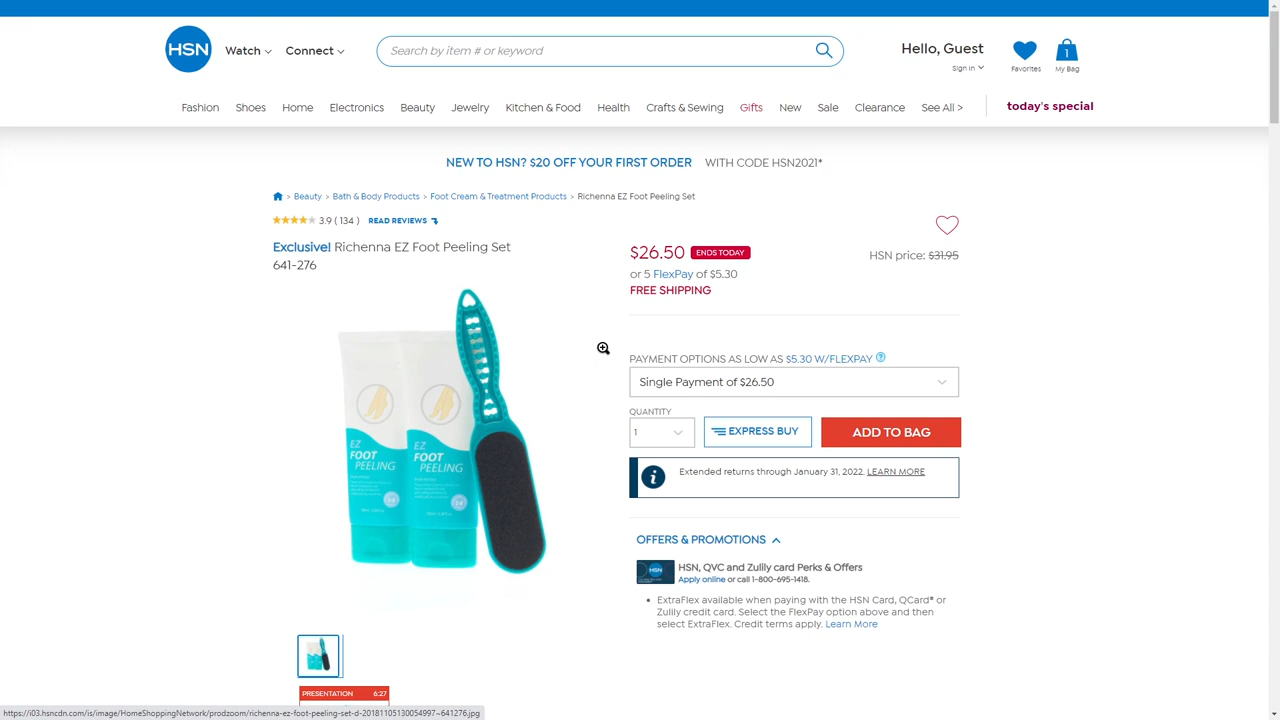 HSN
Watch
Connect
Search by item # or keyword
Hello, Guest
Sign in
Favorites
1
My Bag
Fashion
Shoes
Home
Electronics
Beauty
Jewelry
Kitchen & Food
Health
Crafts & Sewing
Gifts
New
Sale
Clearance
See All >
today's special
NEW TO HSN? $20 OFF YOUR FIRST ORDER WITH CODE HSN2021*
> Beauty > Bath & Body Products > Foot Cream & Treatment Products > Richenna EZ Foot Peeling Set
3.9 ( 134 ) READ REVIEWS
Exclusive! Richenna EZ Foot Peeling Set
641-276
EZ
FOOT
PEELING
EZ
FOOT
PEELING
PRESENTATION 6:27
$26.50 ENDS TODAY
HSN price: $31.95
or 5 FlexPay of $5.30
FREE SHIPPING
PAYMENT OPTIONS AS LOW AS $5.30 W/FLEXPAY ?
Single Payment of $26.50
QUANTITY
1
EXPRESS BUY
ADD TO BAG
Extended returns through January 31, 2022. LEARN MORE
OFFERS & PROMOTIONS
HSN
HSN, QVC and Zulily card Perks & Offers
Apply online or call 1-800-695-1418.
• ExtraFlex available when paying with the HSN Card, QCard® or
Zulily credit card. Select the FlexPay option above and then
select ExtraFlex. Credit terms apply. Learn More
https://i03.hsncdn.com/is/image/HomeShoppingNetwork/prodzoom/richenna-ez-foot-peeling-set-d-20181105130054997~641276.jpg